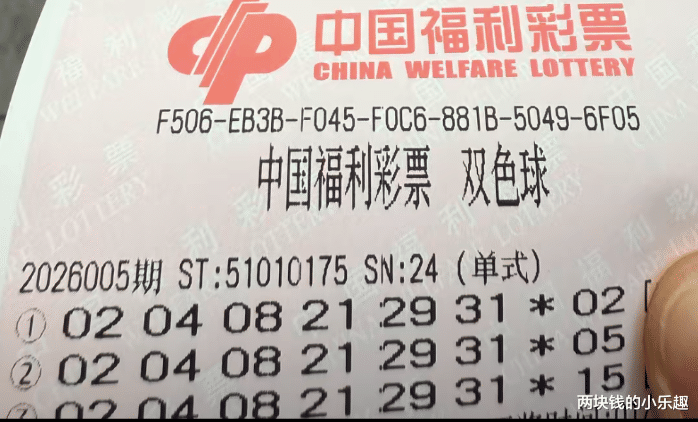 中国福利彩票
CHINA WELFARE LOTTERY
F506-EB3B-F045-F0C6-881B-5049-6F05
中国福利彩票 双色球
2026005期 ST:51010175 SN:24 (单式)
① 02 04 08 21 29 31 * 02 [
② 02 04 08 21 29 31 * 05
02 04 08 21 29 31 * 15
两块钱的小乐趣